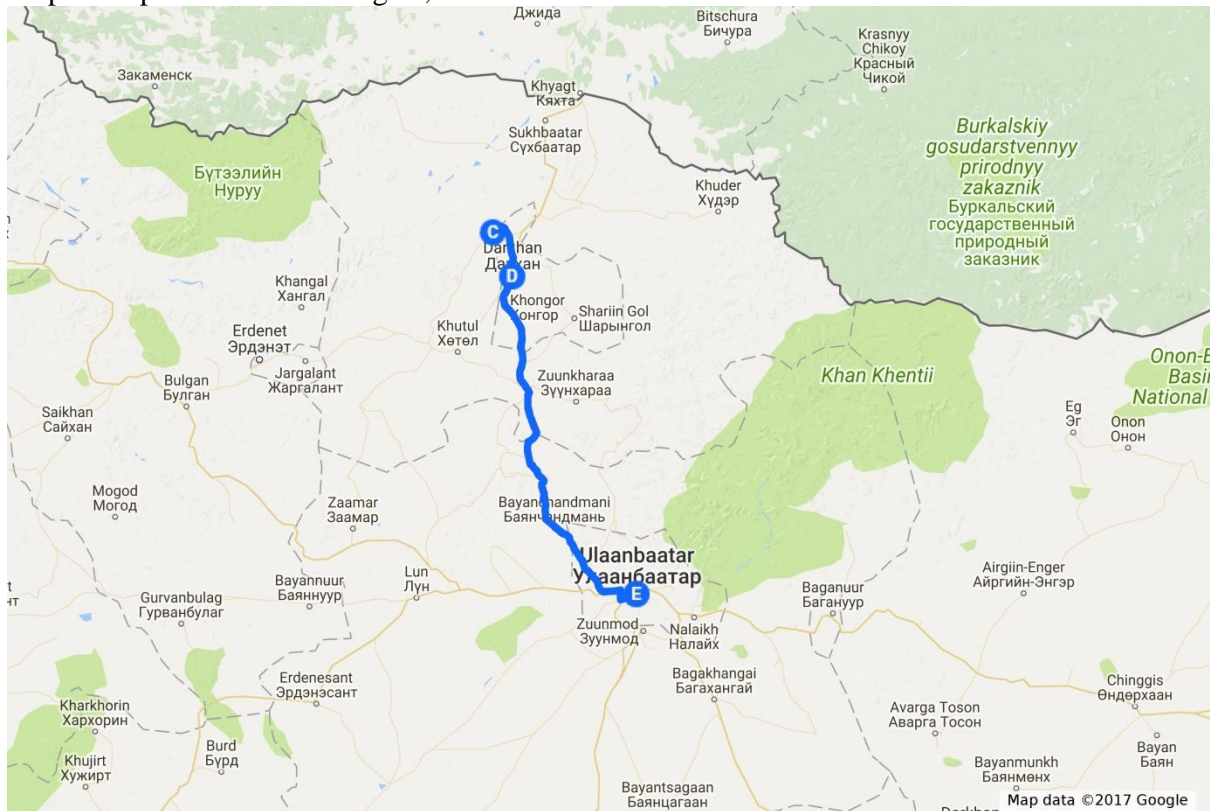 Джида
Bitschura
Бичура
Krasnyy
Chikoy
Красный
Чикой
Закаменск
Khyagt
Кяхта
Sukhbaatar
Сүхбаатар
Burkalskiy
gosudarstvennyy
prirodnyy
zakaznik
Буркальский
государственный
природный
заказник
Бүтээлийн
Нуруу
Khuder
Хүдэр
C
D
Khangal
Хангал
Khongor
Хонгор
Shariin Gol
Шарынгол
Erdenet
Эрдэнэт
Khutul
Хөтөл
Jargalant
Жаргалант
Bulgan
Булган
Zuunkharaa
Зүүнхараа
Khan Khentii
National
Saikhan
Сайхан
Eg
Эг
Onon
Онон
Mogod
Могод
Zaamar
Заамар
Ulaanbaatar
Улаанбаатар
E
Bayannuur
Баяннуур
Lun
Лүн
Gurvanbulag
Гурванбулаг
Baganuur
Багануур
Airgiin-Enger
Айргийн-Энгэр
Zuunmod
Зуунмод
Nalaikh
Налайх
Erdenesant
Эрдэнэсант
Bagakhangai
Багахангай
Chinggis
Өндөрхаан
Kharkhorin
Хархорин
Avarga Toson
Аварга Тосон
Burd
Бүрд
Khujirt
Хужирт
Bayan
Баян
Bayanmunkh
Баянмөнх
Bayantsagaan
Баянцагаан
Map data ©2017 Google